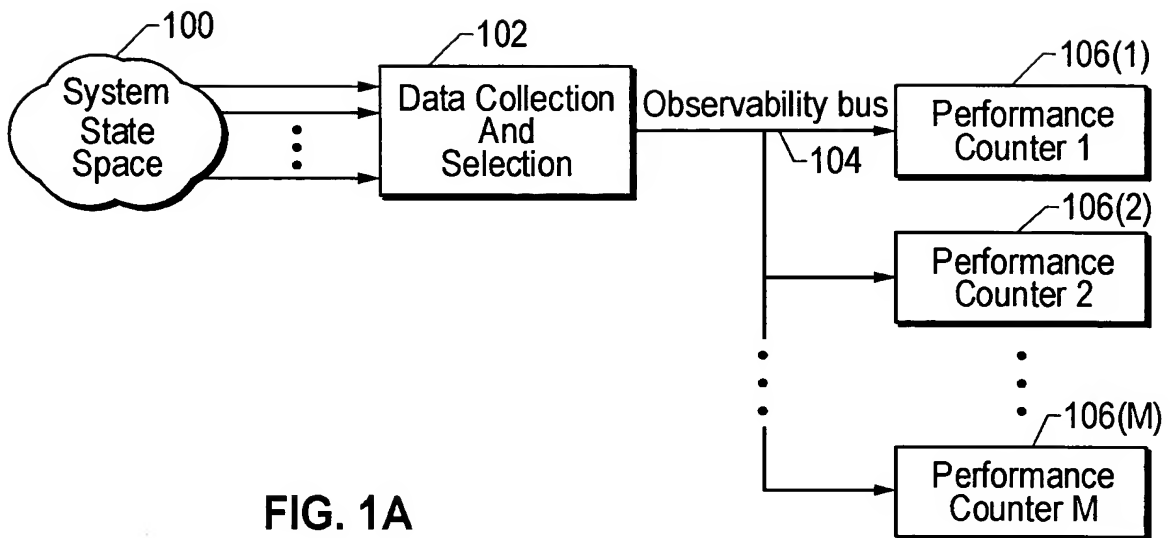 100
System
State
Space
102
Data Collection
And
Selection
Observability bus
104
106(1)
Performance
Counter 1
106(2)
Performance
Counter 2
106(M)
Performance
Counter M
FIG. 1A